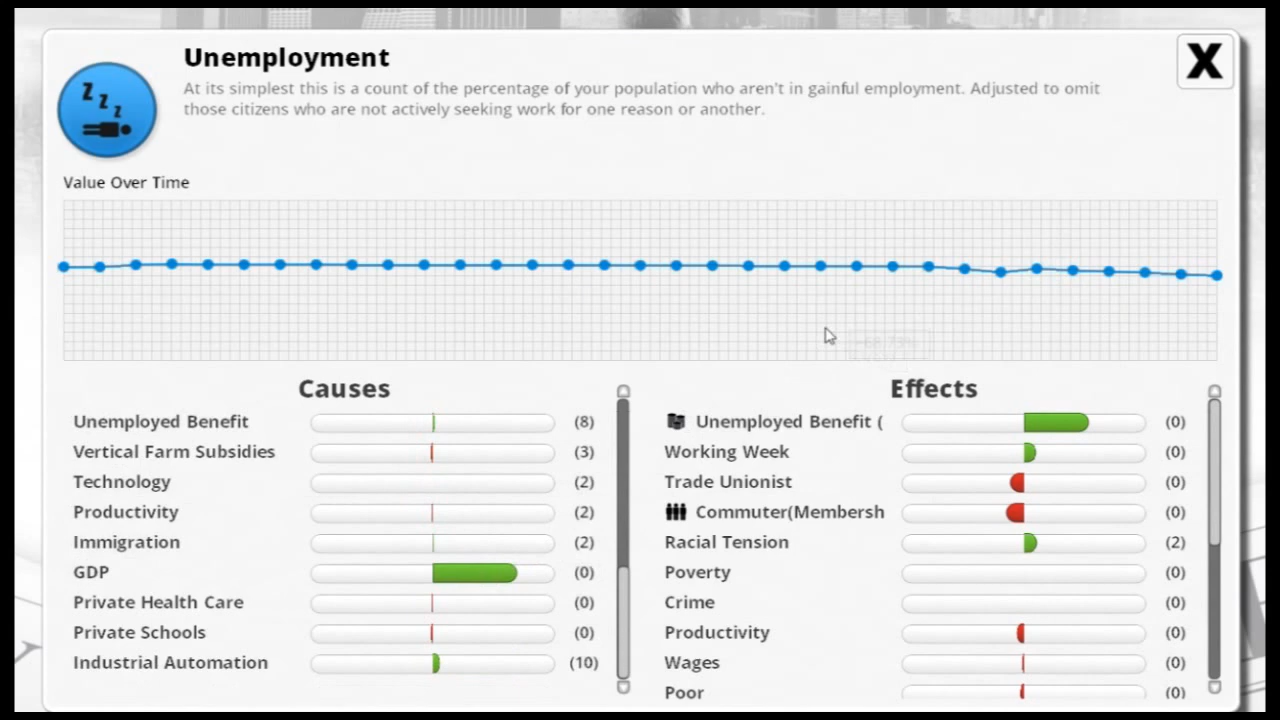 Unemployment
X
At its simplest this is a count of the percentage of your population who aren't in gainful employment. Adjusted to omit
those citizens who are not actively seeking work for one reason or another.
Value Over Time
Causes
Unemployed Benefit (8)
Vertical Farm Subsidies (3)
Technology (2)
Productivity (2)
Immigration (2)
GDP (0)
Private Health Care (0)
Private Schools (0)
Industrial Automation (10)
Effects
Unemployed Benefit ( (0)
Working Week (0)
Trade Unionist (0)
Commuter(Membersh (0)
Racial Tension (2)
Poverty (0)
Crime (0)
Productivity (0)
Wages (0)
Poor (0)